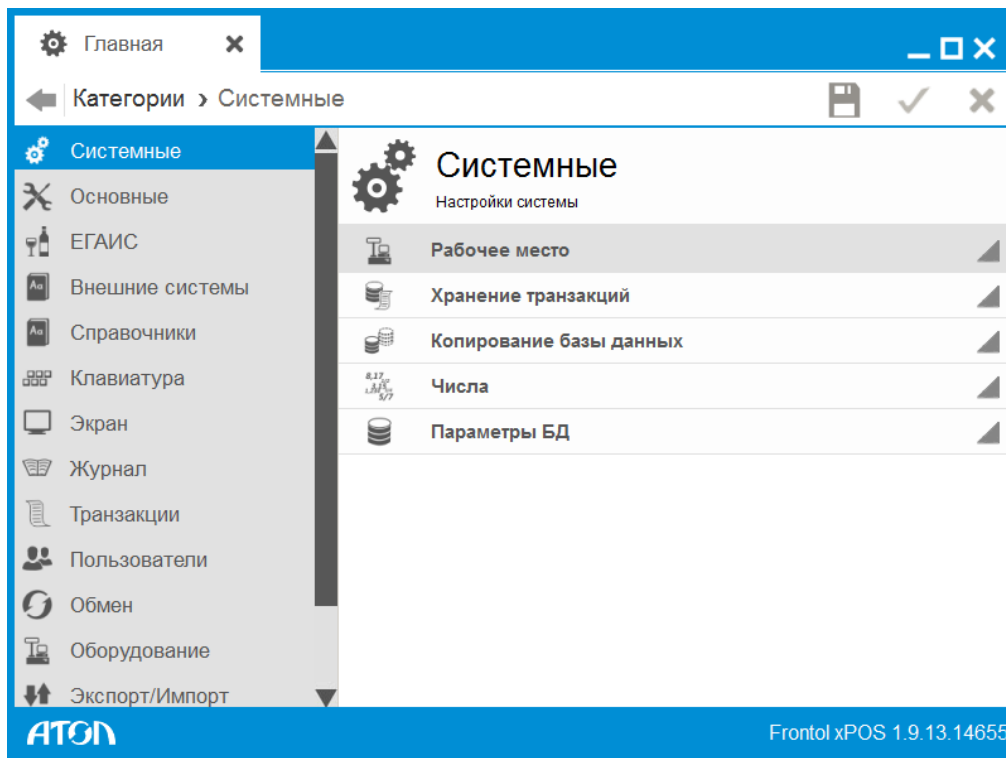 Главная
Категории › Системные
Системные
Основные
ЕГАИС
Внешние системы
Справочники
Клавиатура
Экран
Журнал
Транзакции
Пользователи
Обмен
Оборудование
Экспорт/Импорт
Системные
Настройки системы
Рабочее место
Хранение транзакций
Копирование базы данных
Числа
Параметры БД
ATOL
Frontol xPOS 1.9.13.14655